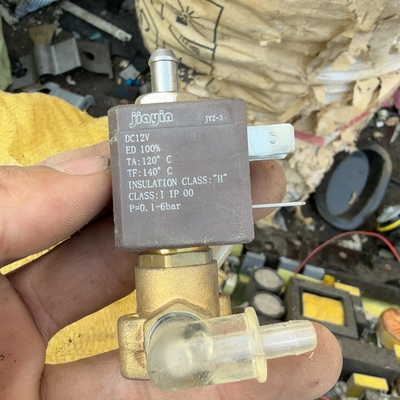 jiayin JYZ-3
DC12V
ED 100%
TA:120° C
TF:140° C
INSULATION CLASS:"H"
CLASS:I IP 00
P=0.1-6bar